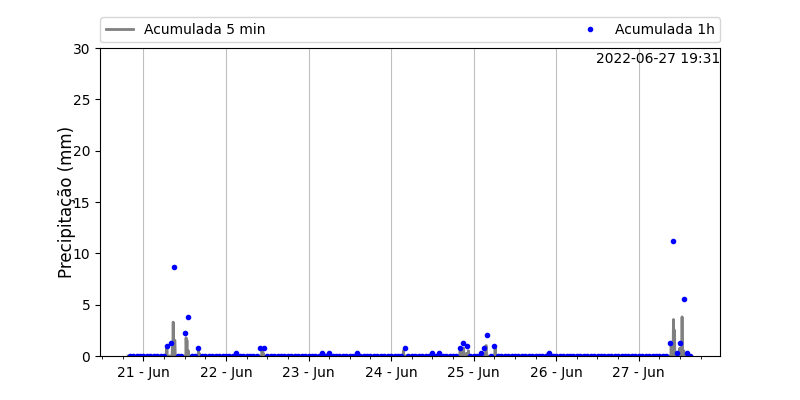 Acumulada 5 min
Acumulada 1h
2022-06-27 19:31
Precipitação (mm)
30
25
20
15
10
5
0
21 - Jun
22 - Jun
23 - Jun
24 - Jun
25 - Jun
26 - Jun
27 - Jun